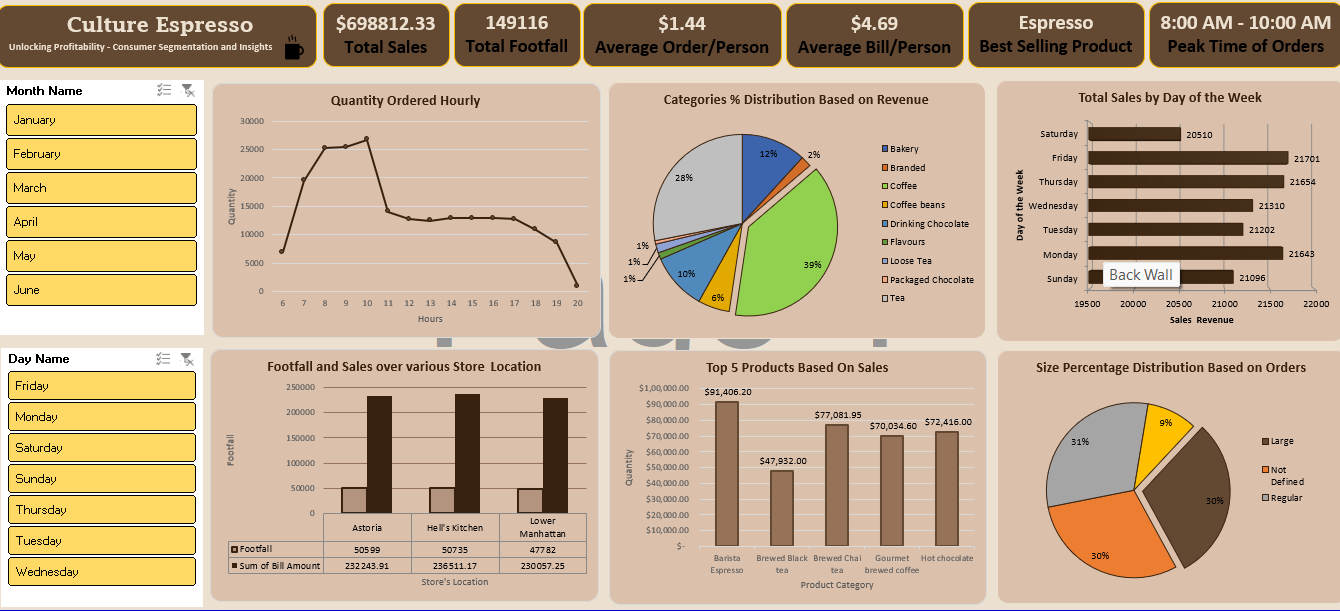 Culture Espresso
Unlocking Profitability - Consumer Segmentation and Insights
$698812.33
Total Sales
149116
Total Footfall
$1.44
Average Order/Person
$4.69
Average Bill/Person
Espresso
Best Selling Product
8:00 AM - 10:00 AM
Peak Time of Orders
Month Name
January
February
March
April
May
June
Quantity Ordered Hourly
30000
25000
20000
15000
10000
5000
0
Quantity
6 7 8 9 10 11 12 13 14 15 16 17 18 19 20
Hours
Categories % Distribution Based on Revenue
12%
2%
39%
6%
10%
1%
1%
1%
28%
Bakery
Branded
Coffee
Coffee beans
Drinking Chocolate
Flavours
Loose Tea
Packaged Chocolate
Tea
Total Sales by Day of the Week
Day of the Week
Saturday 20510
Friday 21701
Thursday 21654
Wednesday 21310
Tuesday 21202
Monday 21643
Sunday 21096
Back Wall
19500 20000 20500 21000 21500 22000
Sales Revenue
Day Name
Friday
Monday
Saturday
Sunday
Thursday
Tuesday
Wednesday
Footfall and Sales over various Store Location
250000
200000
150000
100000
50000
0
Footfall
Astoria Hell's Kitchen Lower Manhattan
Footfall 50599 50735 47782
Sum of Bill Amount 232243.91 236511.17 230057.25
Store's Location
Top 5 Products Based On Sales
$1,00,000.00
$90,000.00
$80,000.00
$70,000.00
$60,000.00
$50,000.00
$40,000.00
$30,000.00
$20,000.00
$10,000.00
$-
Quantity
$91,406.20
$47,932.00
$77,081.95
$70,034.60
$72,416.00
Barista Espresso
Brewed Black tea
Brewed Chai tea
Gourmet brewed coffee
Hot chocolate
Product Category
Size Percentage Distribution Based on Orders
9%
30%
30%
31%
Large
Not Defined
Regular